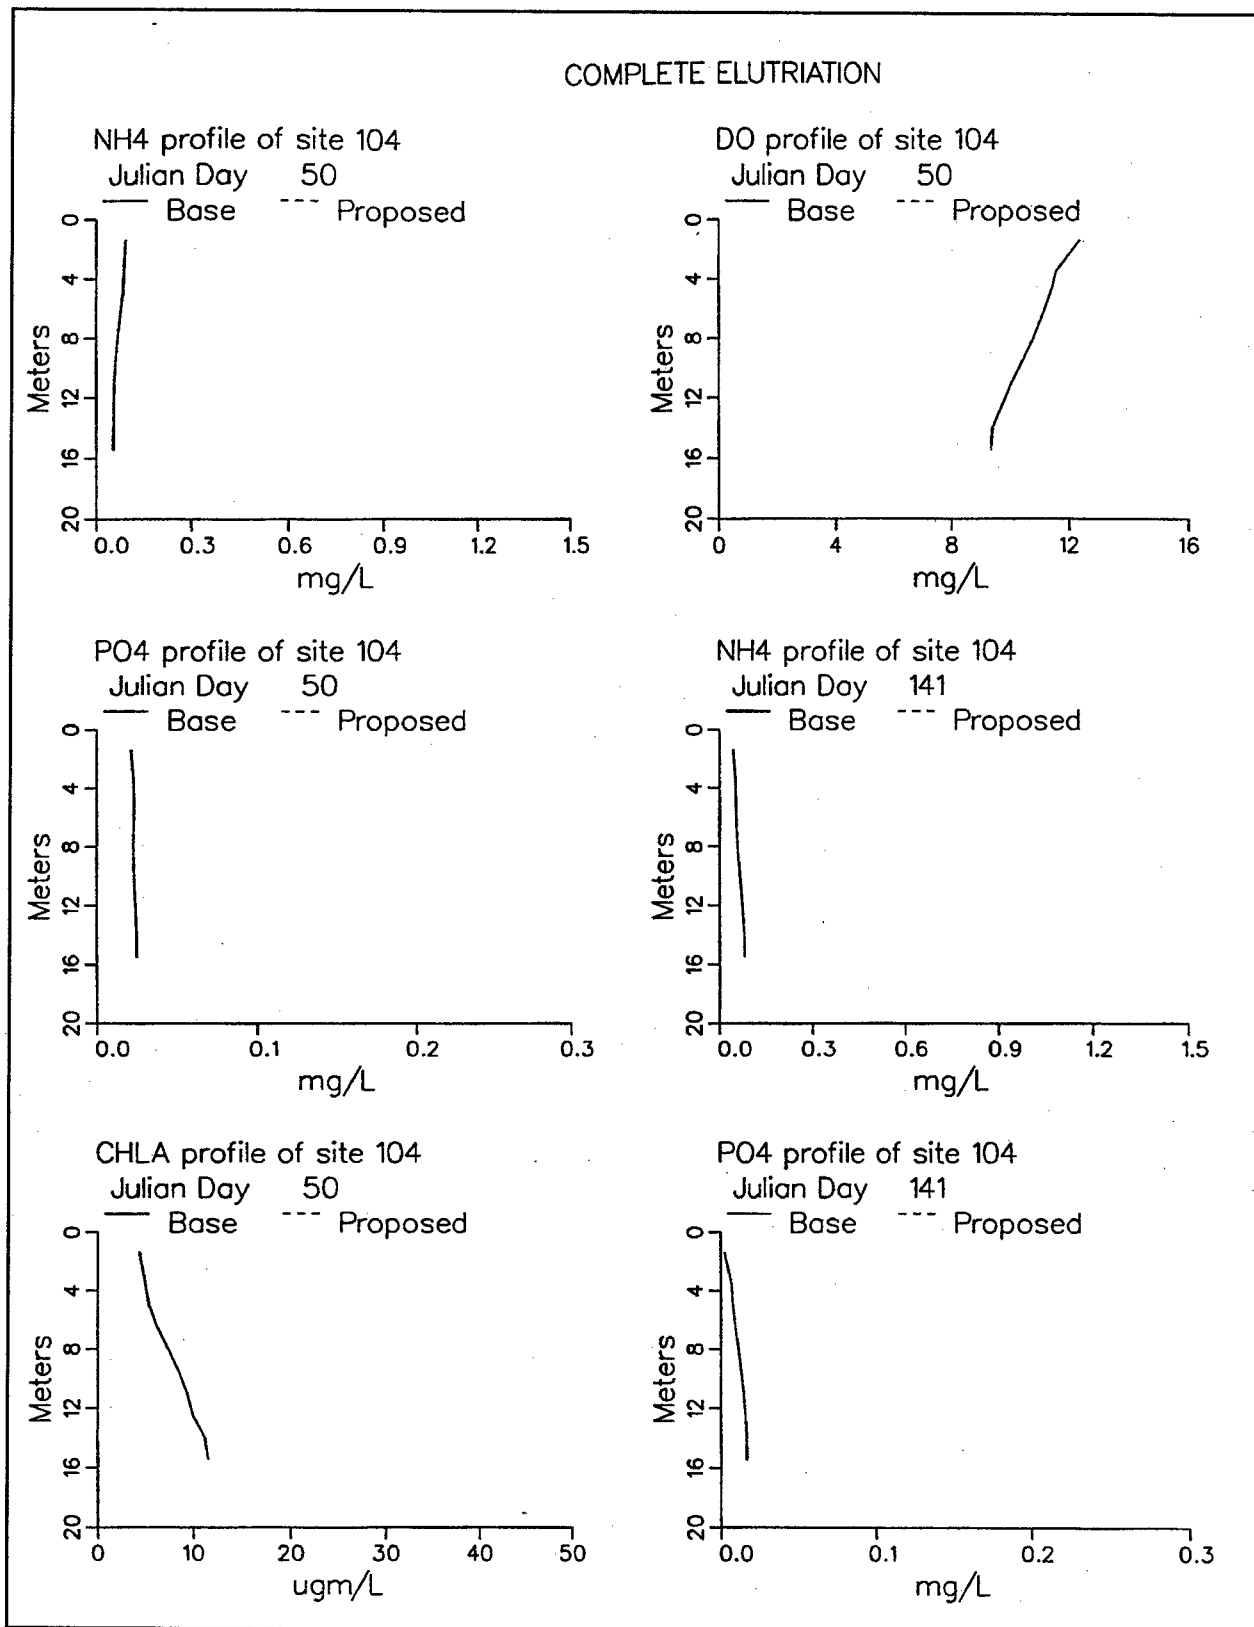 COMPLETE ELUTRIATION
NH4 profile of site 104
Julian Day 50
Base Proposed
0
4
8
12
16
20
Meters
0.0 0.3 0.6 0.9 1.2 1.5
mg/L
DO profile of site 104
Julian Day 50
Base Proposed
0
4
8
12
16
20
Meters
0 4 8 12 16
mg/L
PO4 profile of site 104
Julian Day 50
Base Proposed
0
4
8
12
16
20
Meters
0.0 0.1 0.2 0.3
mg/L
NH4 profile of site 104
Julian Day 141
Base Proposed
0
4
8
12
16
20
Meters
0.0 0.3 0.6 0.9 1.2 1.5
mg/L
CHLA profile of site 104
Julian Day 50
Base Proposed
0
4
8
12
16
20
Meters
0 10 20 30 40 50
ugm/L
PO4 profile of site 104
Julian Day 141
Base Proposed
0
4
8
12
16
20
Meters
0.0 0.1 0.2 0.3
mg/L